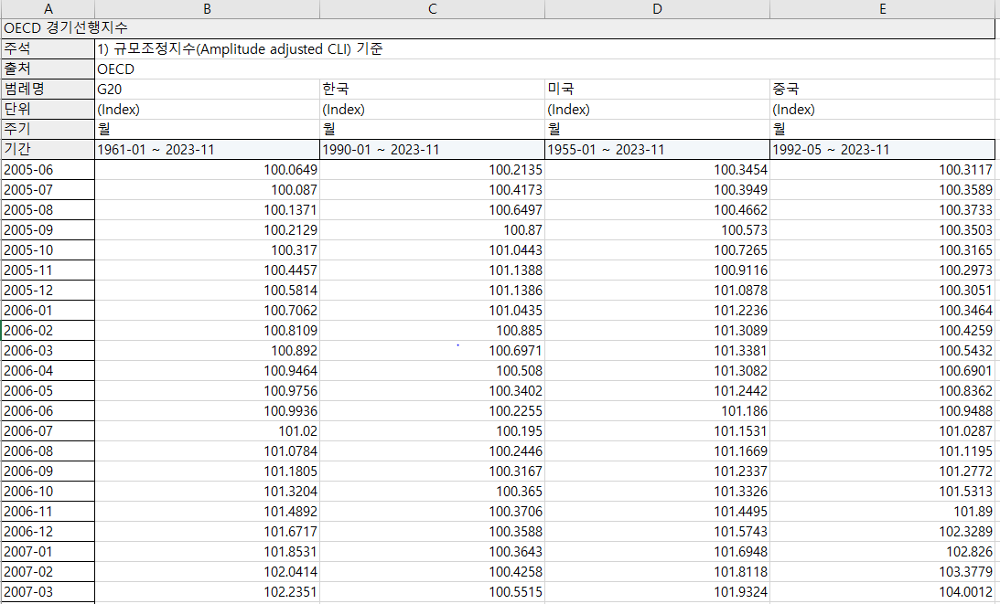 A B C D E
OECD 경기선행지수
주석 1) 규모조정지수(Amplitude adjusted CLI) 기준
출처 OECD
범례명 G20 한국 미국 중국
단위 (Index) (Index) (Index) (Index)
주기 월 월 월 월
기간 1961-01 ~ 2023-11 1990-01 ~ 2023-11 1955-01 ~ 2023-11 1992-05 ~ 2023-11
2005-06 100.0649 100.2135 100.3454 100.3117
2005-07 100.087 100.4173 100.3949 100.3589
2005-08 100.1371 100.6497 100.4662 100.3733
2005-09 100.2129 100.87 100.573 100.3503
2005-10 100.317 101.0443 100.7265 100.3165
2005-11 100.4457 101.1388 100.9116 100.2973
2005-12 100.5814 101.1386 101.0878 100.3051
2006-01 100.7062 101.0435 101.2236 100.3464
2006-02 100.8109 100.885 101.3089 100.4259
2006-03 100.892 100.6971 101.3381 100.5432
2006-04 100.9464 100.508 101.3082 100.6901
2006-05 100.9756 100.3402 101.2442 100.8362
2006-06 100.9936 100.2255 101.186 100.9488
2006-07 101.02 100.195 101.1531 101.0287
2006-08 101.0784 100.2446 101.1669 101.1195
2006-09 101.1805 100.3167 101.2337 101.2772
2006-10 101.3204 100.365 101.3326 101.5313
2006-11 101.4892 100.3706 101.4495 101.89
2006-12 101.6717 100.3588 101.5743 102.3289
2007-01 101.8531 100.3643 101.6948 102.826
2007-02 102.0414 100.4258 101.8118 103.3779
2007-03 102.2351 100.5515 101.9324 104.0012